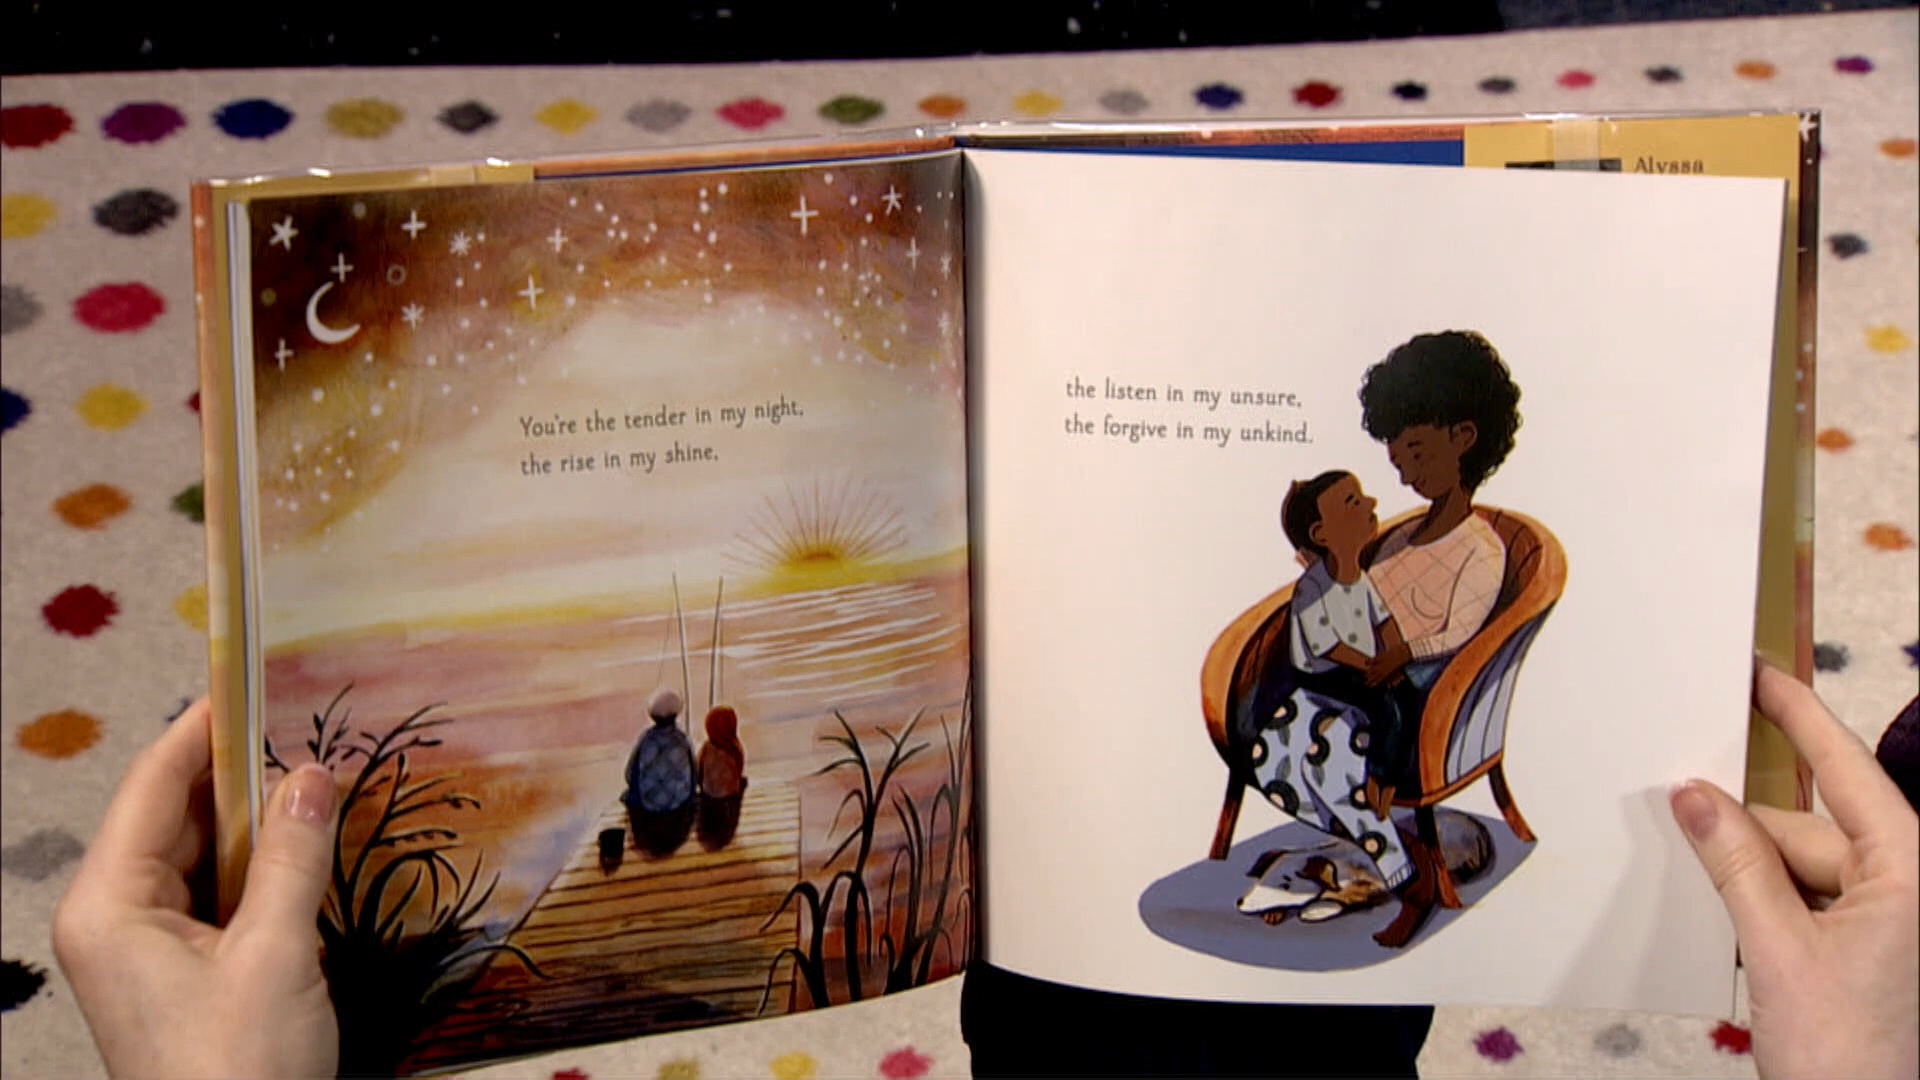 Alyssa
You're the tender in my night,
the rise in my shine,
the listen in my unsure,
the forgive in my unkind.